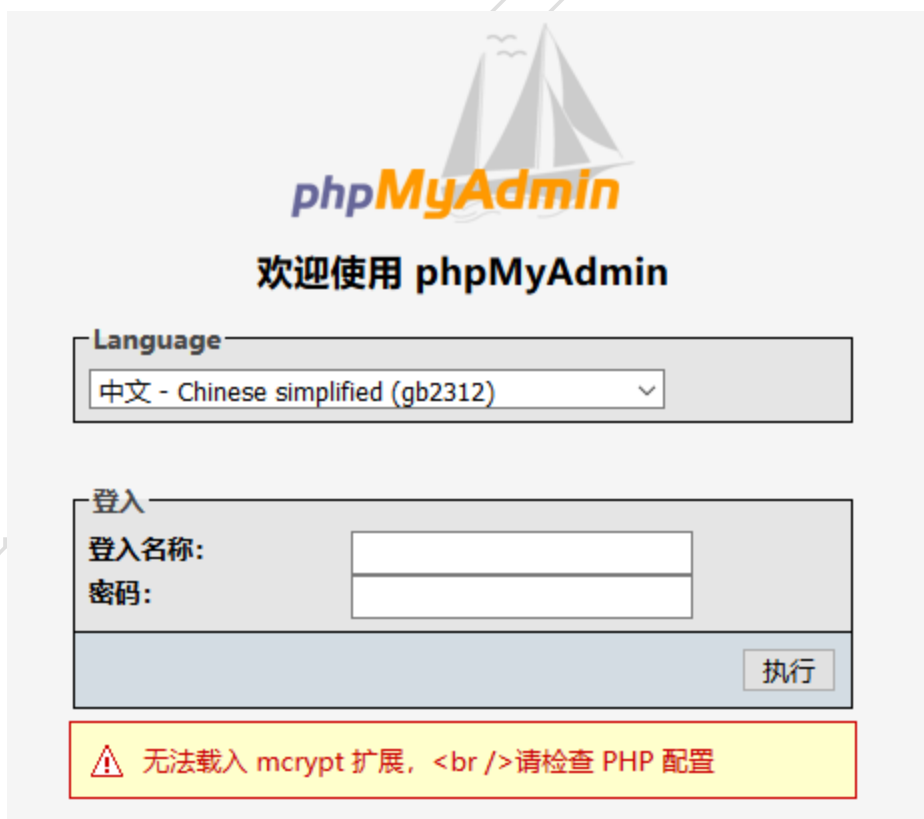 phpMyAdmin
欢迎使用 phpMyAdmin
Language
中文 - Chinese simplified (gb2312)
登入
登入名称:
密码:
执行
无法载入 mcrypt 扩展，<br />请检查 PHP 配置